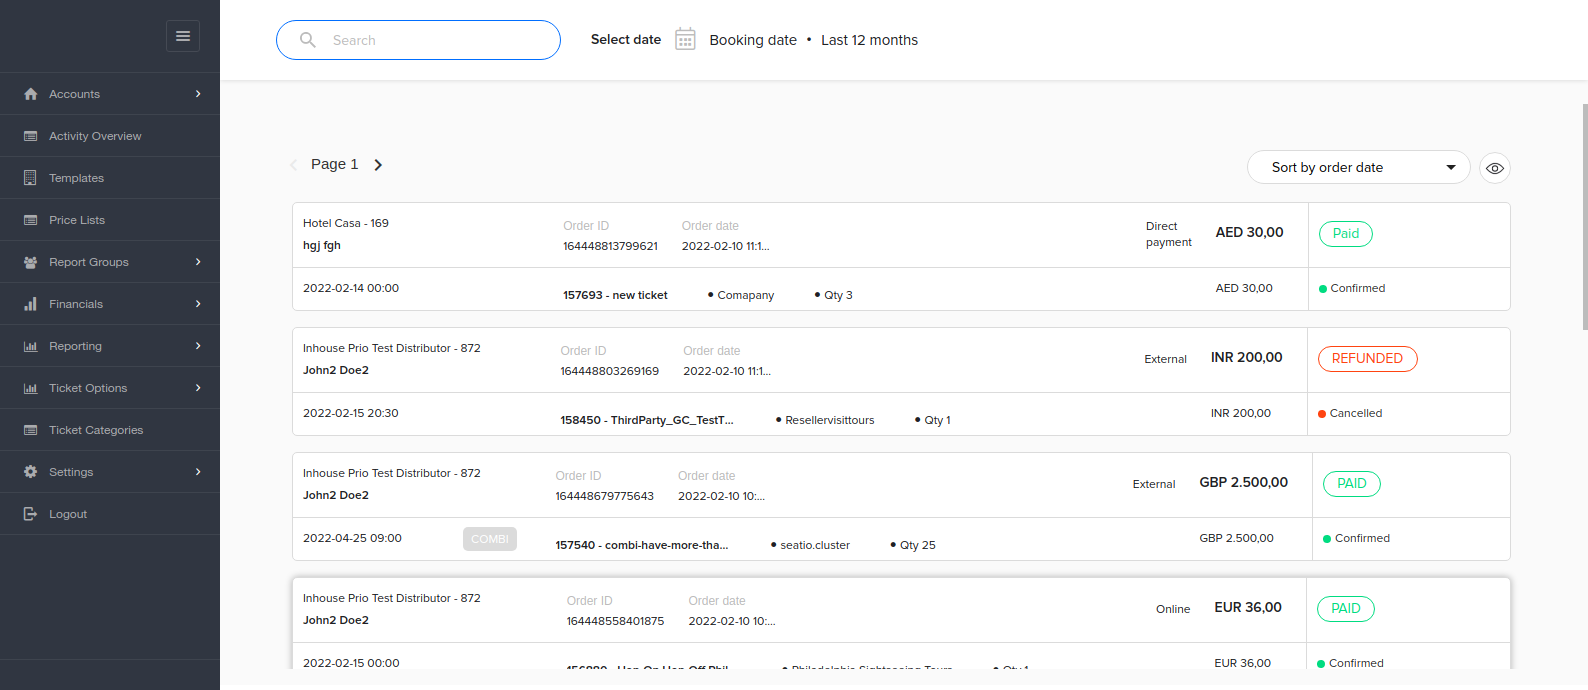 Search
Select date
Booking date • Last 12 months
Accounts
Activity Overview
Templates
Price Lists
Report Groups
Financials
Reporting
Ticket Options
Ticket Categories
Settings
Logout
Page 1
Sort by order date
Hotel Casa - 169
hgj fgh
Order ID
164448813799621
Order date
2022-02-10 11:1...
Direct
payment
AED 30,00
Paid
2022-02-14 00:00
157693 - new ticket
• Comapany
• Qty 3
AED 30,00
Confirmed
Inhouse Prio Test Distributor - 872
John2 Doe2
Order ID
164448803269169
Order date
2022-02-10 11:1...
External
INR 200,00
REFUNDED
2022-02-15 20:30
158450 - ThirdParty_GC_TestT...
• Resellervisittours
• Qty 1
INR 200,00
Cancelled
Inhouse Prio Test Distributor - 872
John2 Doe2
Order ID
164448679775643
Order date
2022-02-10 10:...
External
GBP 2.500,00
PAID
2022-04-25 09:00
COMBI
157540 - combi-have-more-tha...
• seatio.cluster
• Qty 25
GBP 2.500,00
Confirmed
Inhouse Prio Test Distributor - 872
John2 Doe2
Order ID
164448558401875
Order date
2022-02-10 10:...
Online
EUR 36,00
PAID
2022-02-15 00:00
• Philadelphia Sightseeing Tours
• Qty 1
EUR 36,00
Confirmed